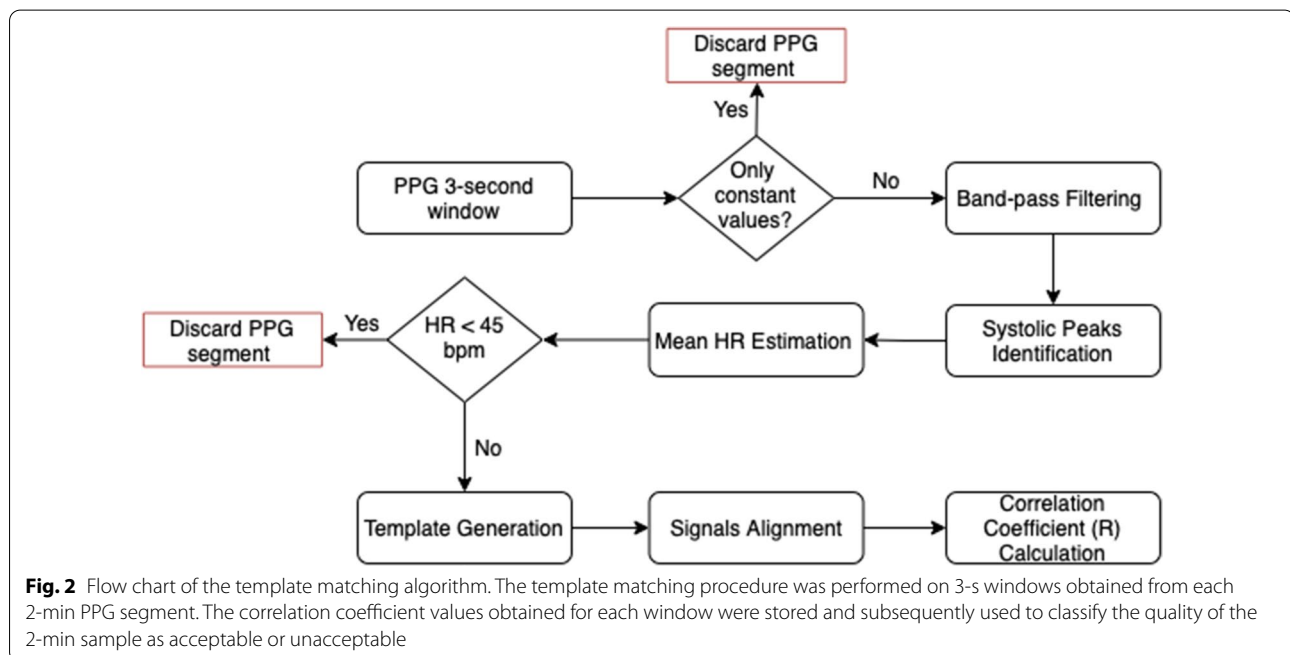 Discard PPG
segment
Yes
PPG 3-second
window
Only
constant
values?
No
Band-pass Filtering
Discard PPG
segment
Yes
HR < 45
bpm
Mean HR Estimation
Systolic Peaks
Identification
No
Template Generation
Signals Alignment
Correlation
Coefficient (R)
Calculation
Fig. 2 Flow chart of the template matching algorithm. The template matching procedure was performed on 3-s windows obtained from each
2-min PPG segment. The correlation coefficient values obtained for each window were stored and subsequently used to classify the quality of the
2-min sample as acceptable or unacceptable